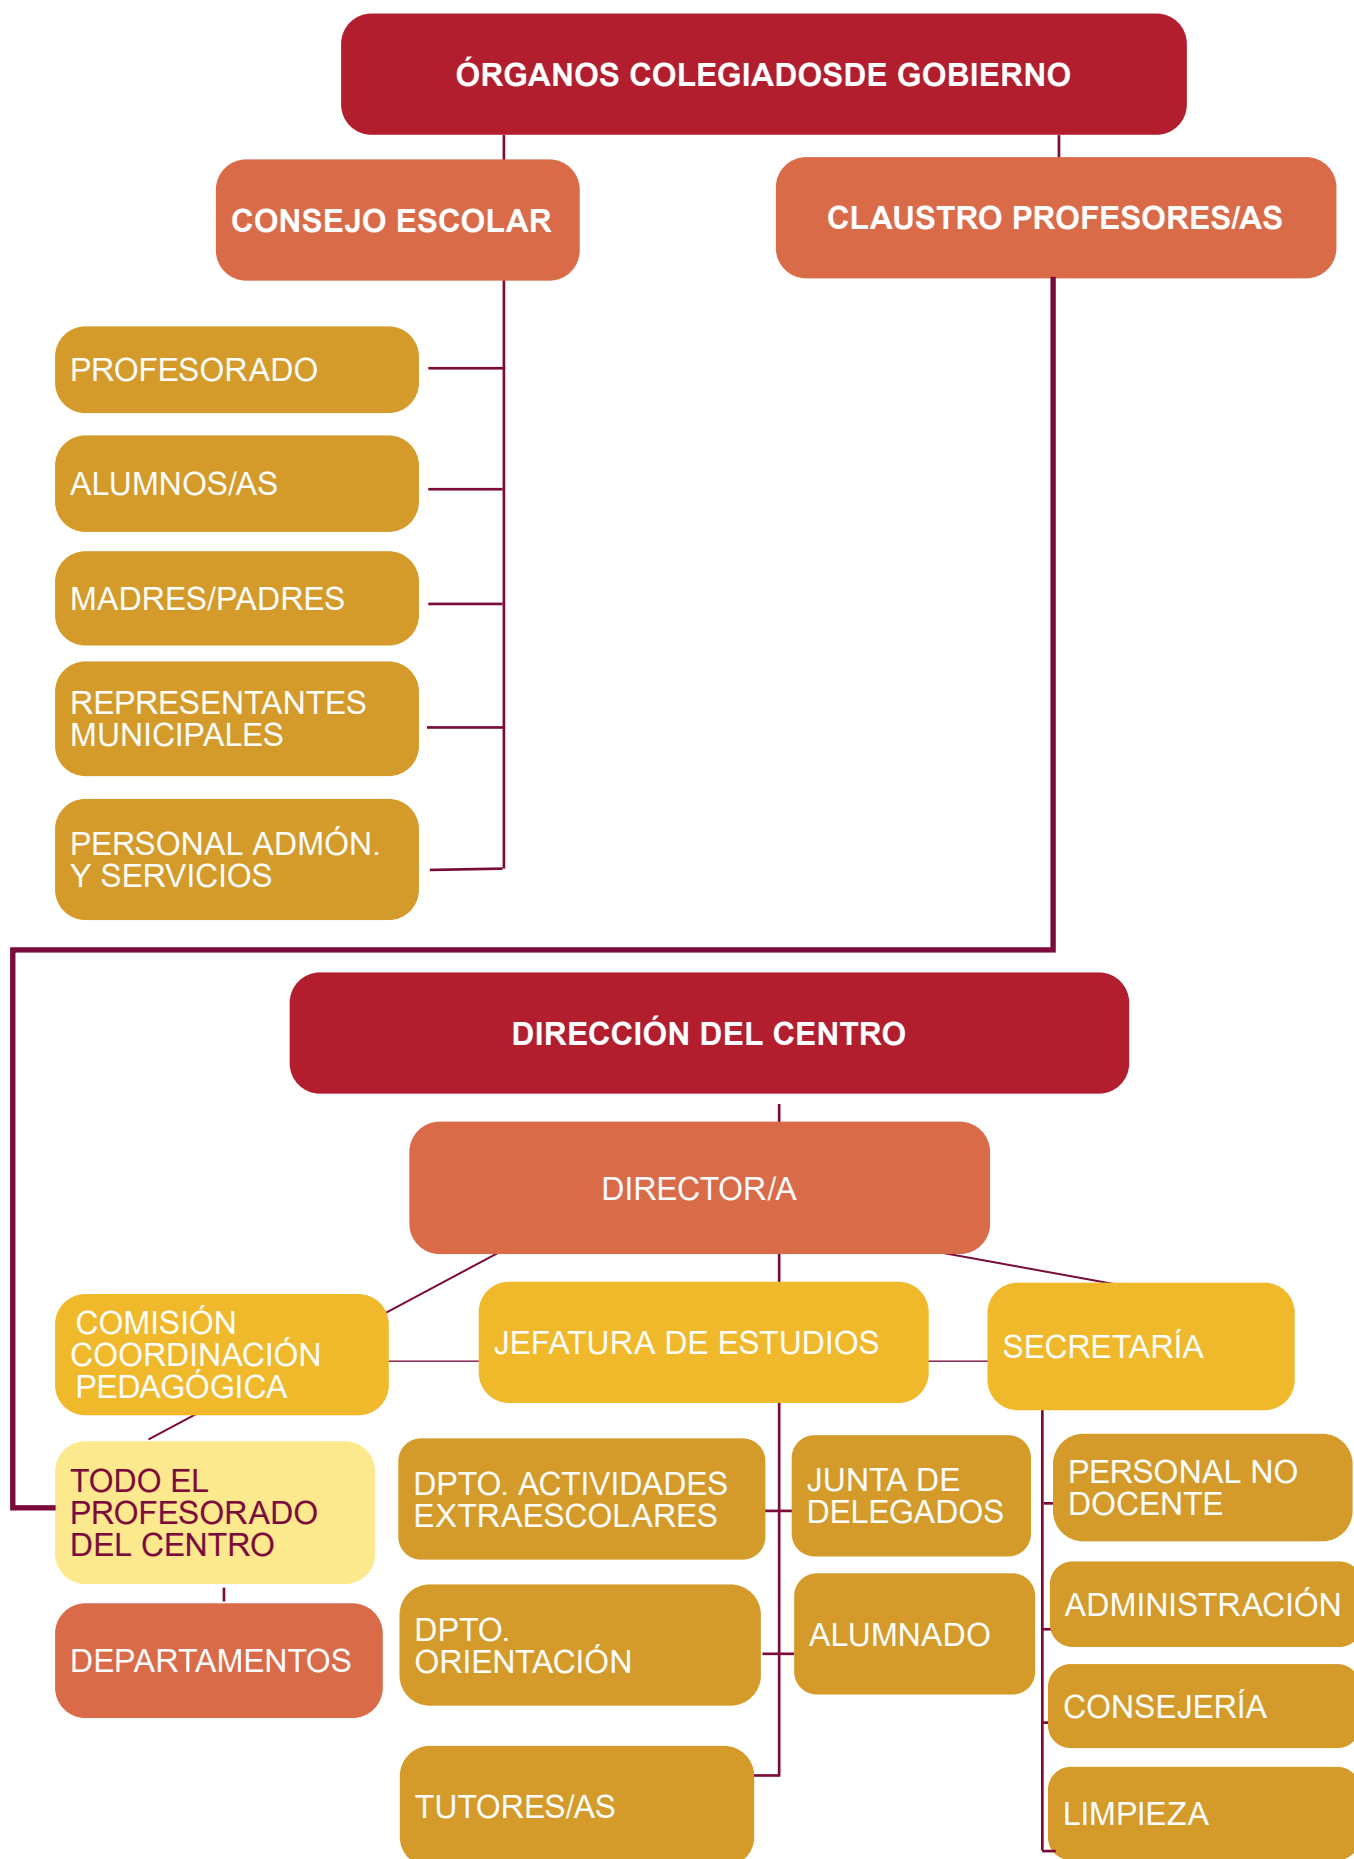 ÓRGANOS COLEGIADOSDE GOBIERNO
CONSEJO ESCOLAR
CLAUSTRO PROFESORES/AS
PROFESORADO
ALUMNOS/AS
MADRES/PADRES
REPRESENTANTES
MUNICIPALES
PERSONAL ADMÓN.
Y SERVICIOS
DIRECCIÓN DEL CENTRO
DIRECTOR/A
COMISIÓN
COORDINACIÓN
PEDAGÓGICA
JEFATURA DE ESTUDIOS
SECRETARÍA
TODO EL
PROFESORADO
DEL CENTRO
DEPARTAMENTOS
DPTO. ACTIVIDADES
EXTRAESCOLARES
JUNTA DE
DELEGADOS
DPTO.
ORIENTACIÓN
ALUMNADO
TUTORES/AS
PERSONAL NO
DOCENTE
ADMINISTRACIÓN
CONSEJERÍA
LIMPIEZA